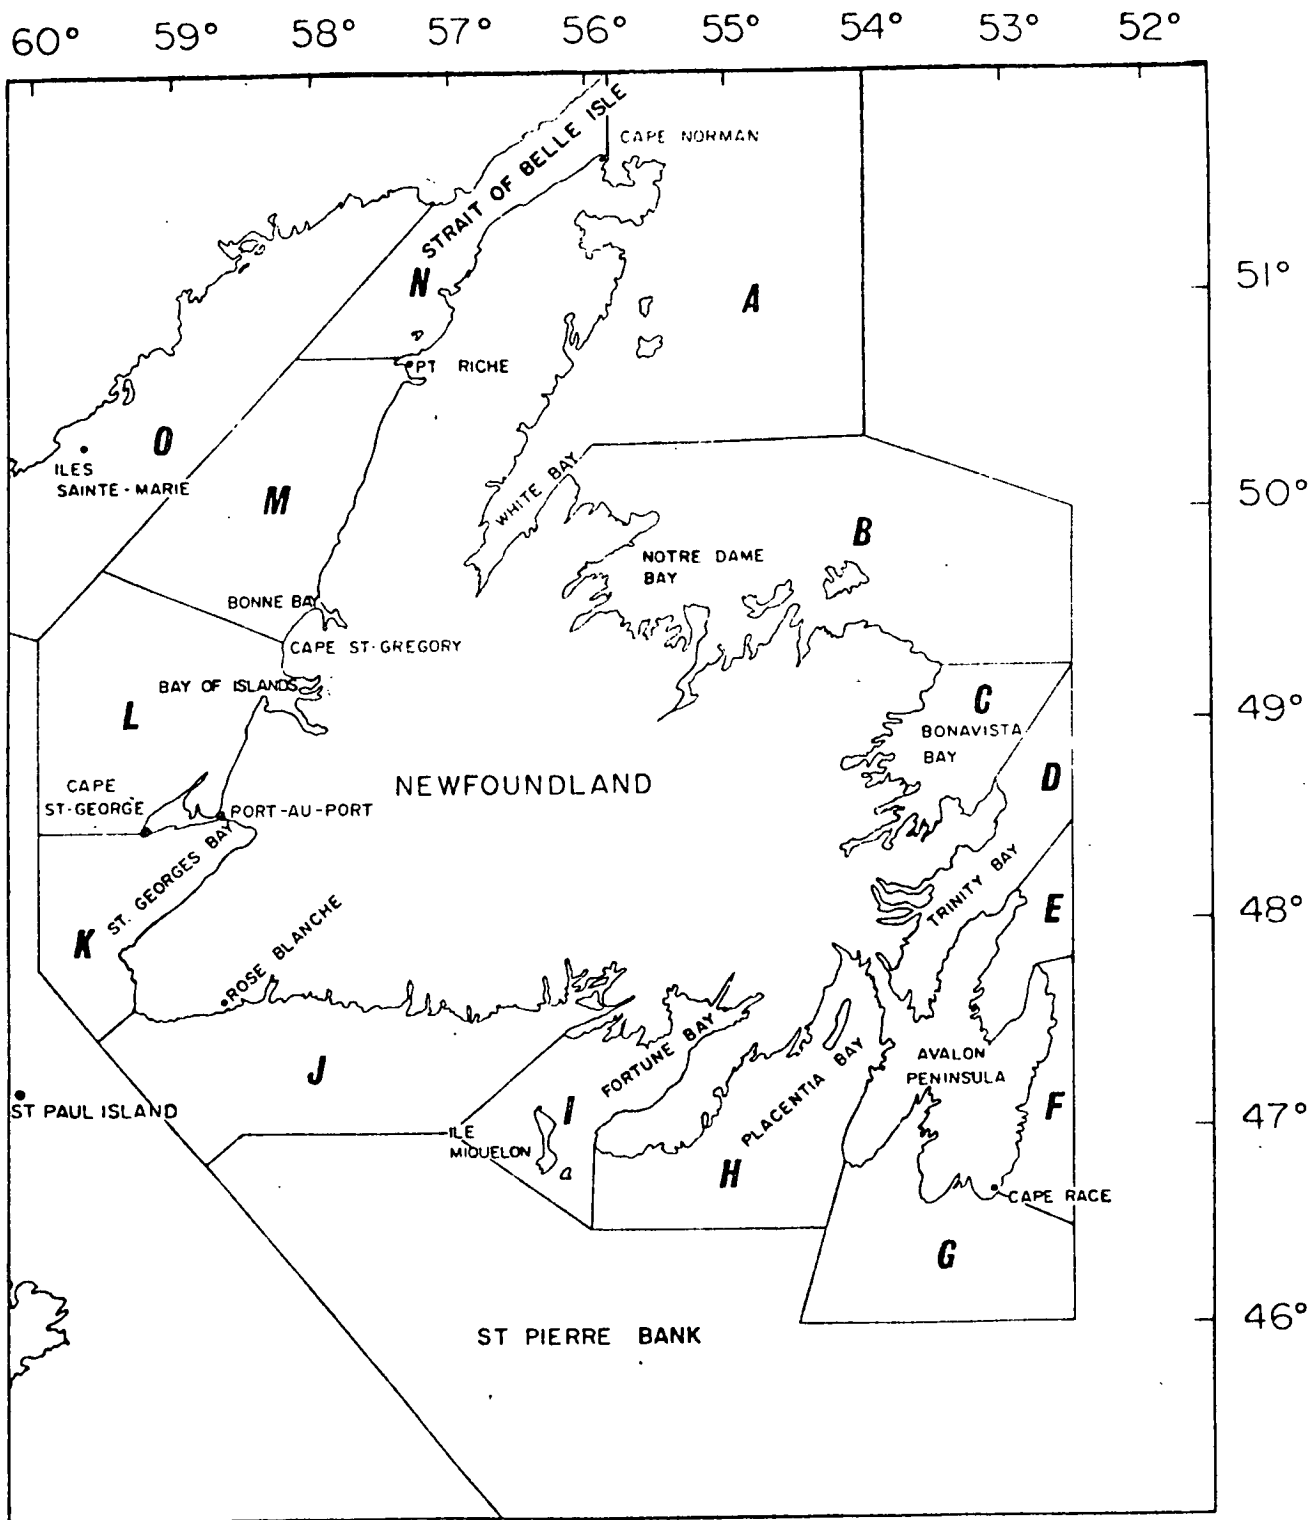 60° 59° 58° 57° 56° 55° 54° 53° 52°
STRAIT OF BELLE ISLE
CAPE NORMAN
51°
N
A
PT RICHE
O
ILES
SAINTE-MARIE
M
WHITE BAY
50°
B
NOTRE DAME
BAY
BONNE BAY
CAPE ST-GREGORY
BAY OF ISLANDS
L
C
49°
BONAVISTA
BAY
D
NEWFOUNDLAND
CAPE
ST-GEORGE
PORT-AU-PORT
ST. GEORGES BAY
TRINITY BAY
E
48°
K
ROSE BLANCHE
J
FORTUNE BAY
PLACENTIA BAY
AVALON
PENINSULA
F
ST PAUL ISLAND
I
47°
ILE
MIQUELON
H
CAPE RACE
G
46°
ST PIERRE BANK